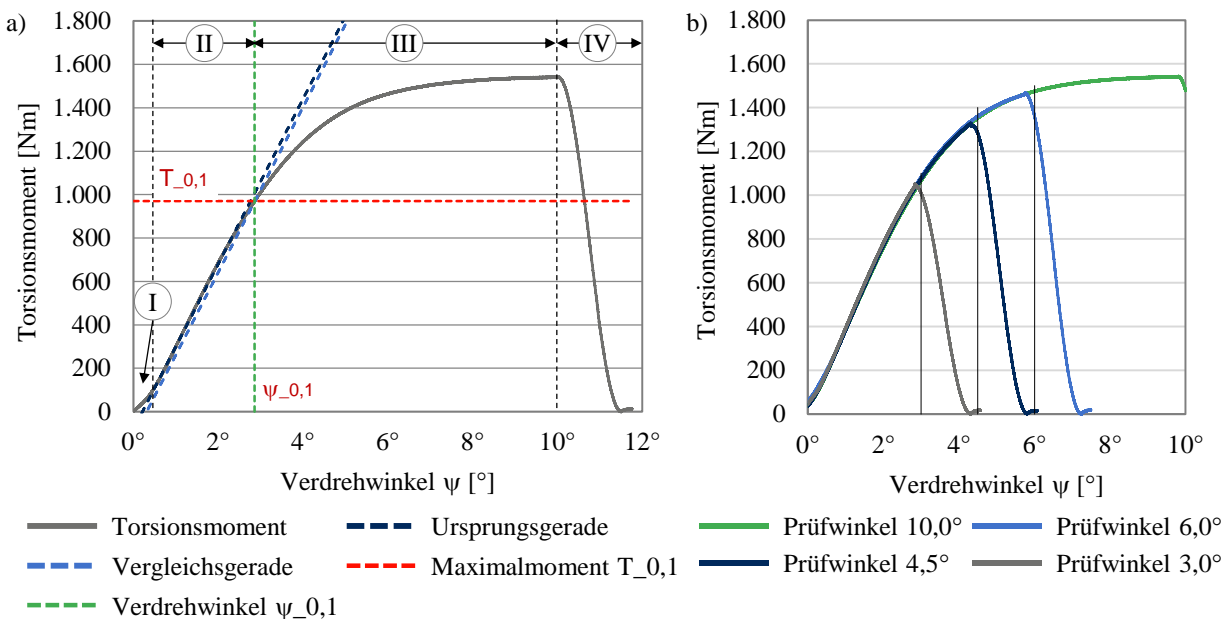 a)
Torsionsmoment [Nm]
1.800
1.600
1.400
1.200
1.000
800
600
400
200
0
I
II
III
IV
T_0,1
ψ_0,1
0° 2° 4° 6° 8° 10° 12°
Verdrehwinkel ψ [°]
Torsionsmoment
Ursprungsgerade
Vergleichsgerade
Maximalmoment T_0,1
Verdrehwinkel ψ_0,1
b)
Torsionsmoment [Nm]
1.800
1.600
1.400
1.200
1.000
800
600
400
200
0
0° 2° 4° 6° 8° 10°
Verdrehwinkel ψ [°]
Prüfwinkel 10,0°
Prüfwinkel 6,0°
Prüfwinkel 4,5°
Prüfwinkel 3,0°